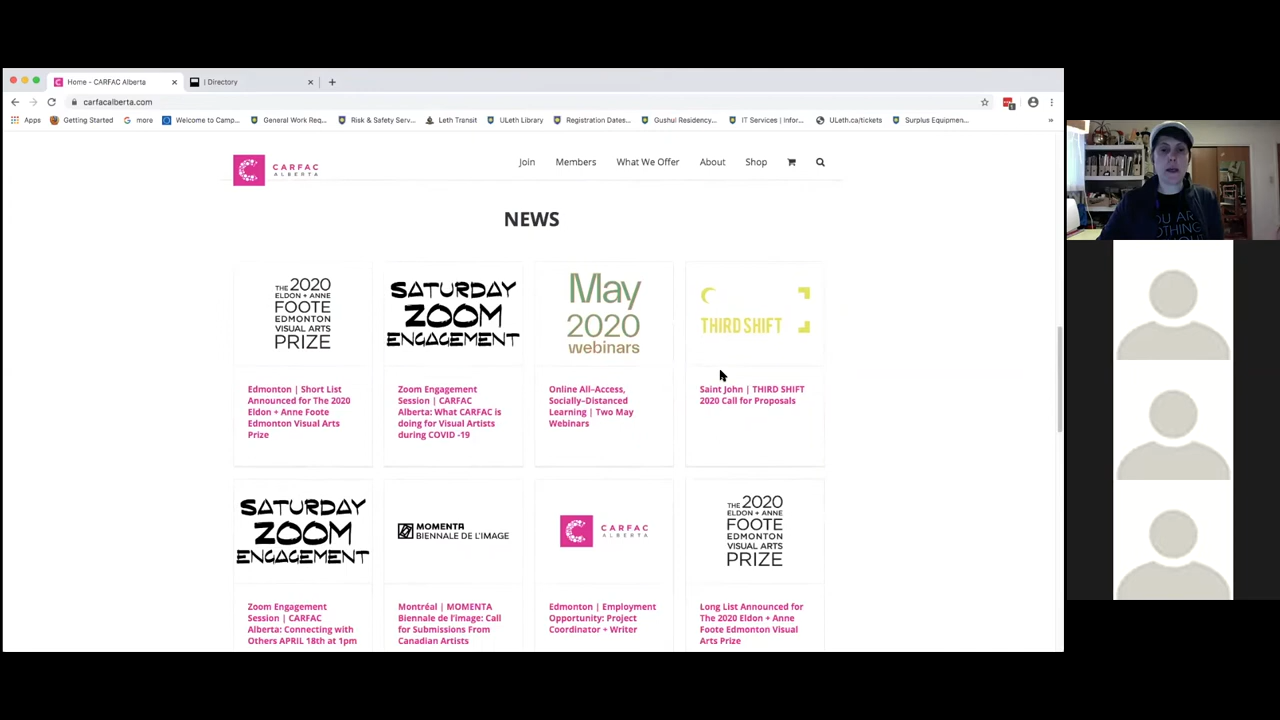 Home - CARFAC Alberta
| Directory
carfacalberta.com
Apps
Getting Started
more
Welcome to Camp...
General Work Req...
Risk & Safety Serv...
Leth Transit
ULeth Library
Registration Dates...
Gushul Residency...
IT Services | Infor...
ULeth.ca/tickets
Surplus Equipmen...
»
CARFAC
ALBERTA
Join
Members
What We Offer
About
Shop
NEWS
THE 2020
ELDON + ANNE
FOOTE
EDMONTON
VISUAL ARTS
PRIZE
Edmonton | Short List
Announced for The 2020
Eldon + Anne Foote
Edmonton Visual Arts
Prize
SATURDAY
ZOOM
ENGAGEMENT
Zoom Engagement
Session | CARFAC
Alberta: What CARFAC is
doing for Visual Artists
during COVID -19
May
2020
webinars
Online All–Access,
Socially–Distanced
Learning | Two May
Webinars
THIRD SHIFT
Saint John | THIRD SHIFT
2020 Call for Proposals
SATURDAY
ZOOM
ENGAGEMENT
Zoom Engagement
Session | CARFAC
Alberta: Connecting with
Others APRIL 18th at 1pm
MOMENTA
BIENNALE DE L'IMAGE
Montréal | MOMENTA
Biennale de l'image: Call
for Submissions From
Canadian Artists
CARFAC
ALBERTA
Edmonton | Employment
Opportunity: Project
Coordinator + Writer
THE 2020
ELDON + ANNE
FOOTE
EDMONTON
VISUAL ARTS
PRIZE
Long List Announced for
The 2020 Eldon + Anne
Foote Edmonton Visual
Arts Prize